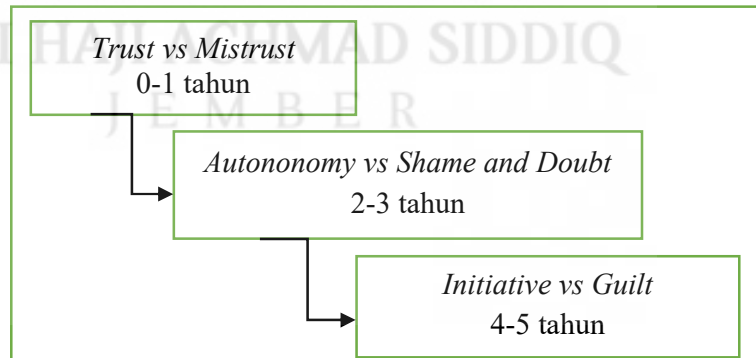 HAJI ACHMAD SIDDIQ
JEMBER
Trust vs Mistrust
0-1 tahun
Autononomy vs Shame and Doubt
2-3 tahun
Initiative vs Guilt
4-5 tahun